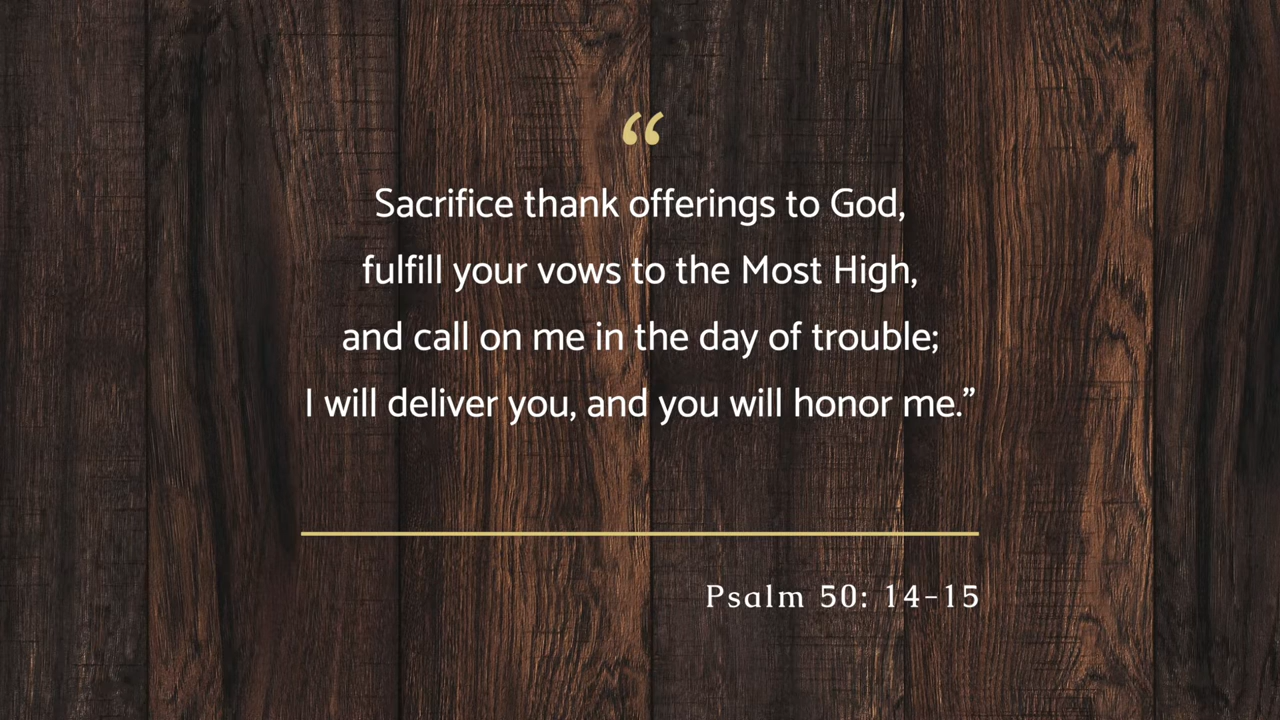 “
Sacrifice thank offerings to God,
fulfill your vows to the Most High,
and call on me in the day of trouble;
I will deliver you, and you will honor me.”
Psalm 50: 14-15